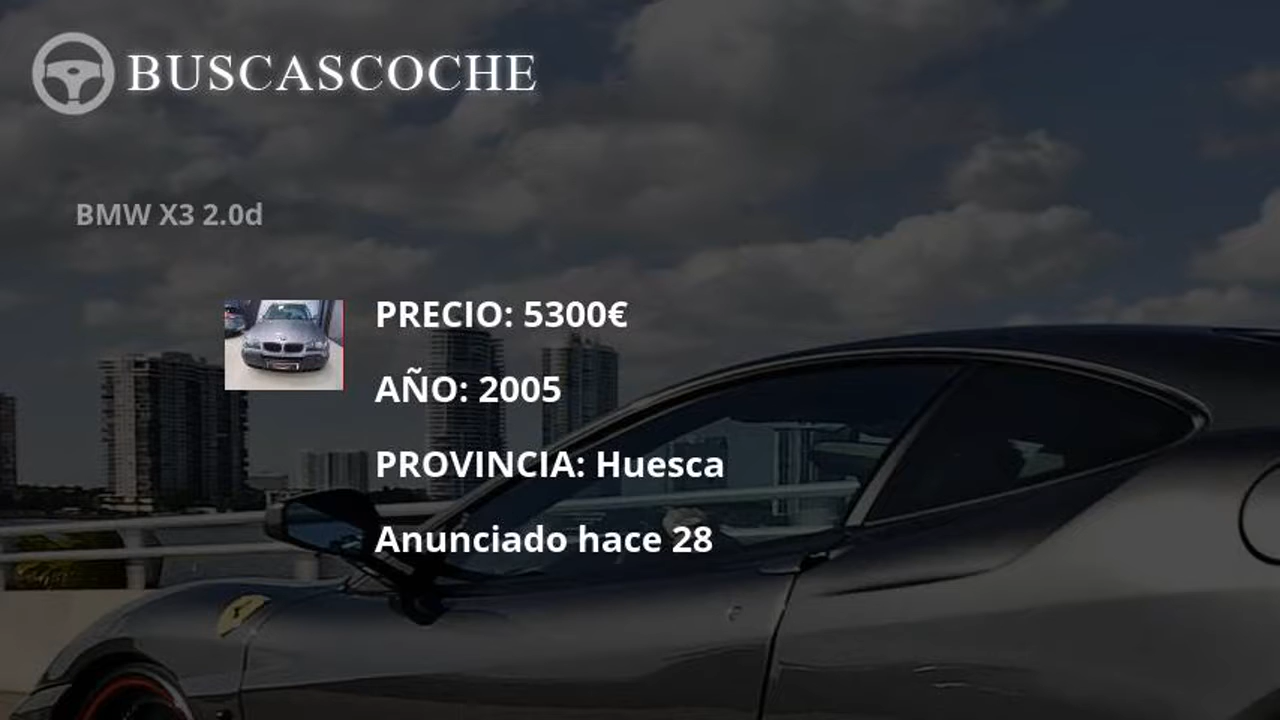 BUSCASCOCHE
BMW X3 2.0d
PRECIO: 5300€
AÑO: 2005
PROVINCIA: Huesca
Anunciado hace 28